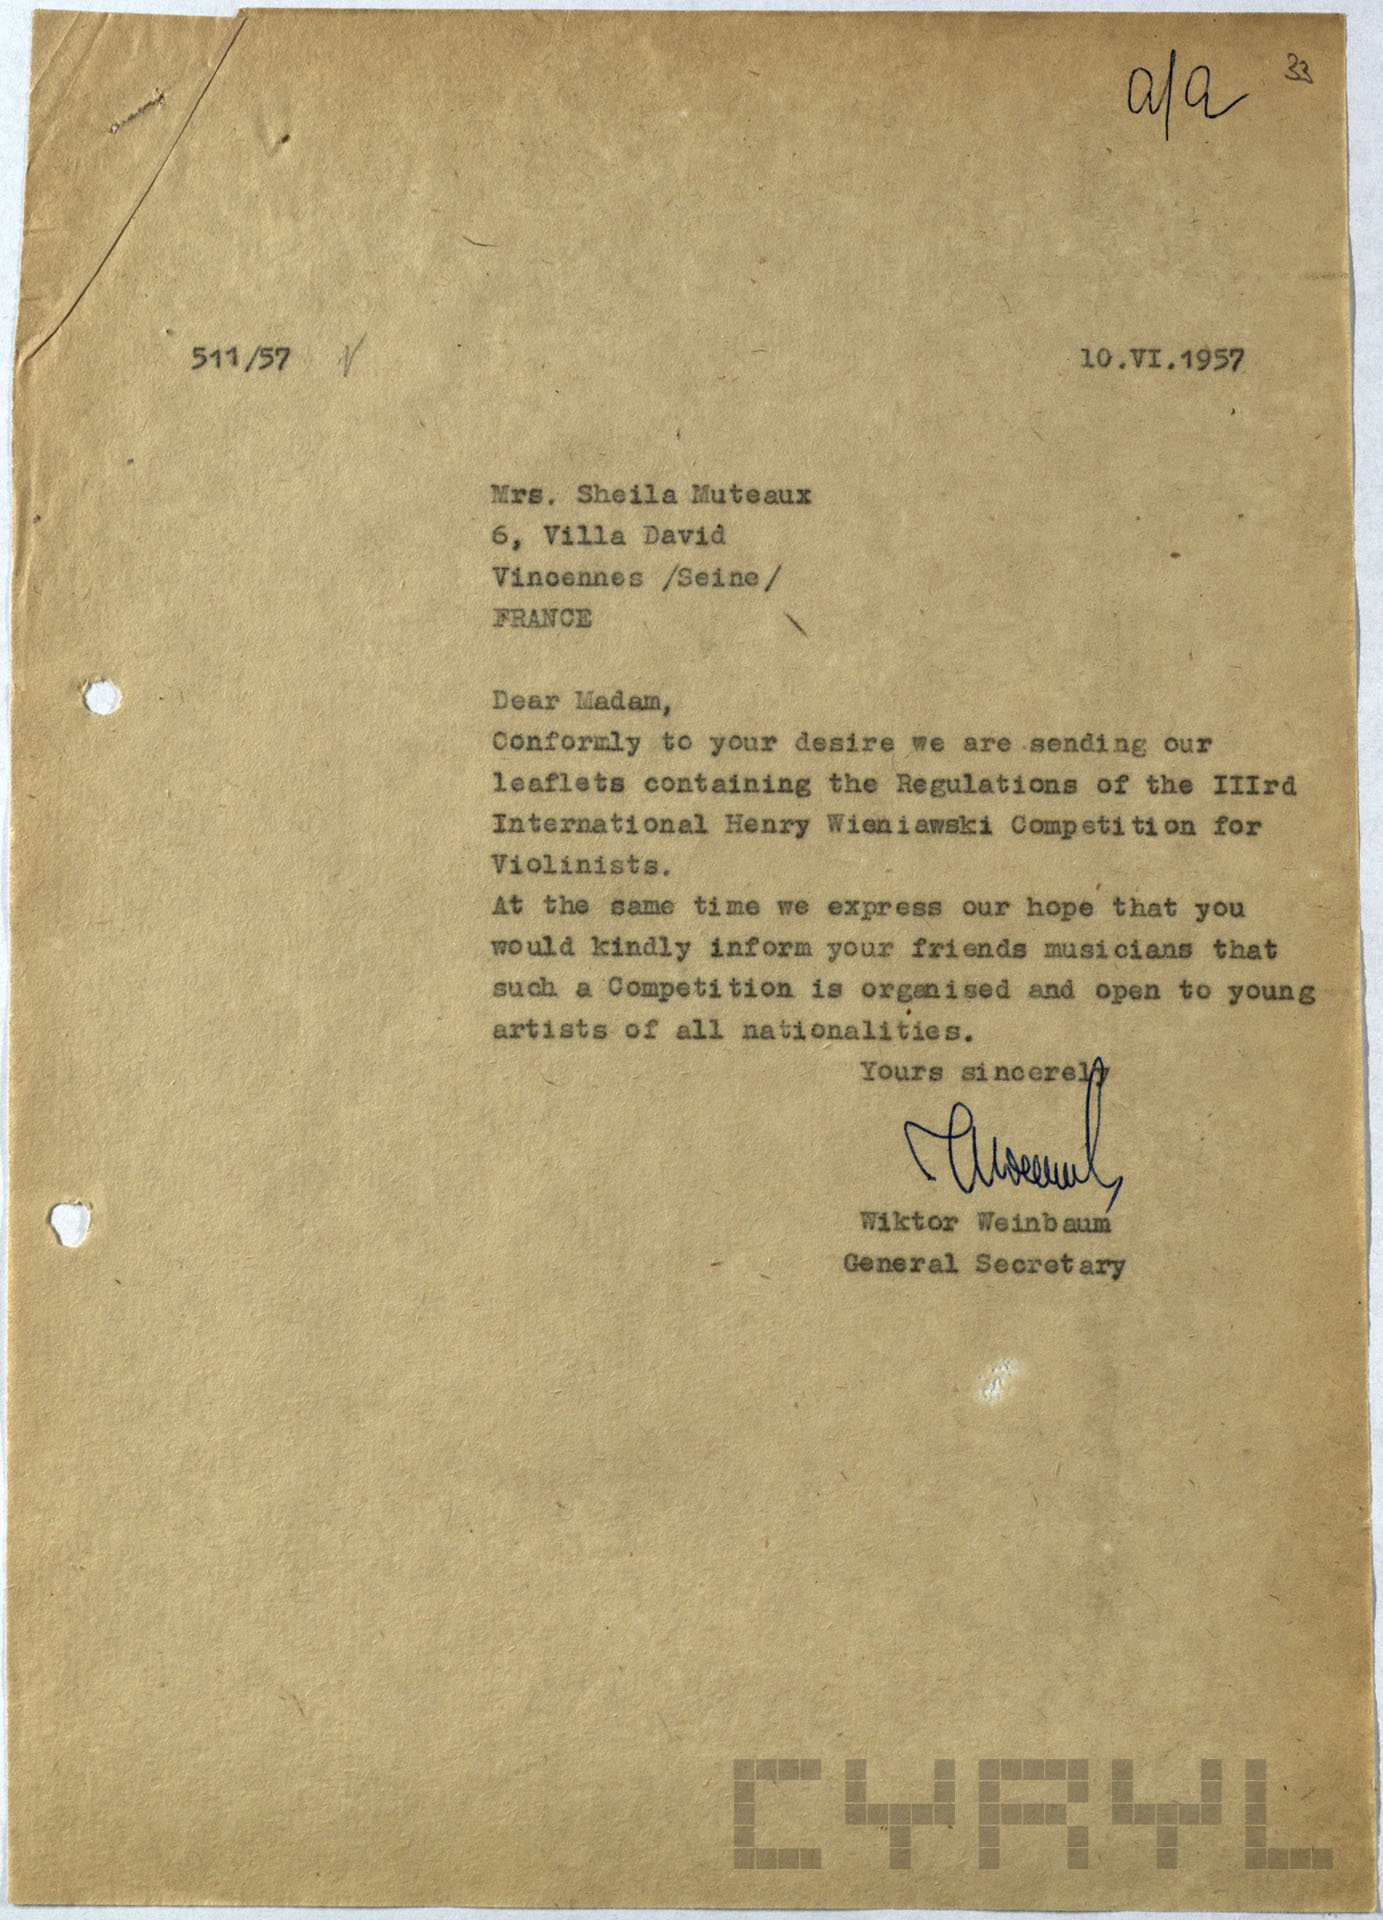 a/a 33
511/57 10.VI.1957
Mrs. Sheila Muteaux
6, Villa David
Vincennes /Seine/
FRANCE
Dear Madam,
Conformly to your desire we are sending our
leaflets containing the Regulations of the IIIrd
International Henry Wieniawski Competition for
Violinists.
At the same time we express our hope that you
would kindly inform your friends musicians that
such a Competition is organised and open to young
artists of all nationalities.
Yours sincerely
Wiktor Weinbaum
General Secretary
CYRYL